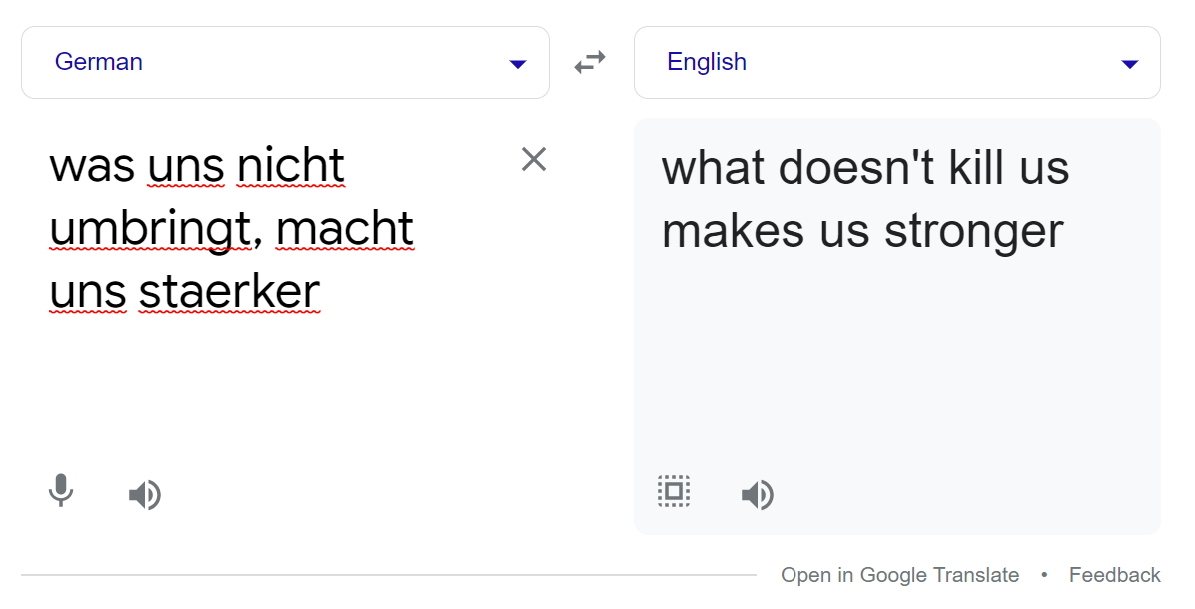 German
English
was uns nicht
umbringt, macht
uns staerker
what doesn't kill us
makes us stronger
Open in Google Translate • Feedback